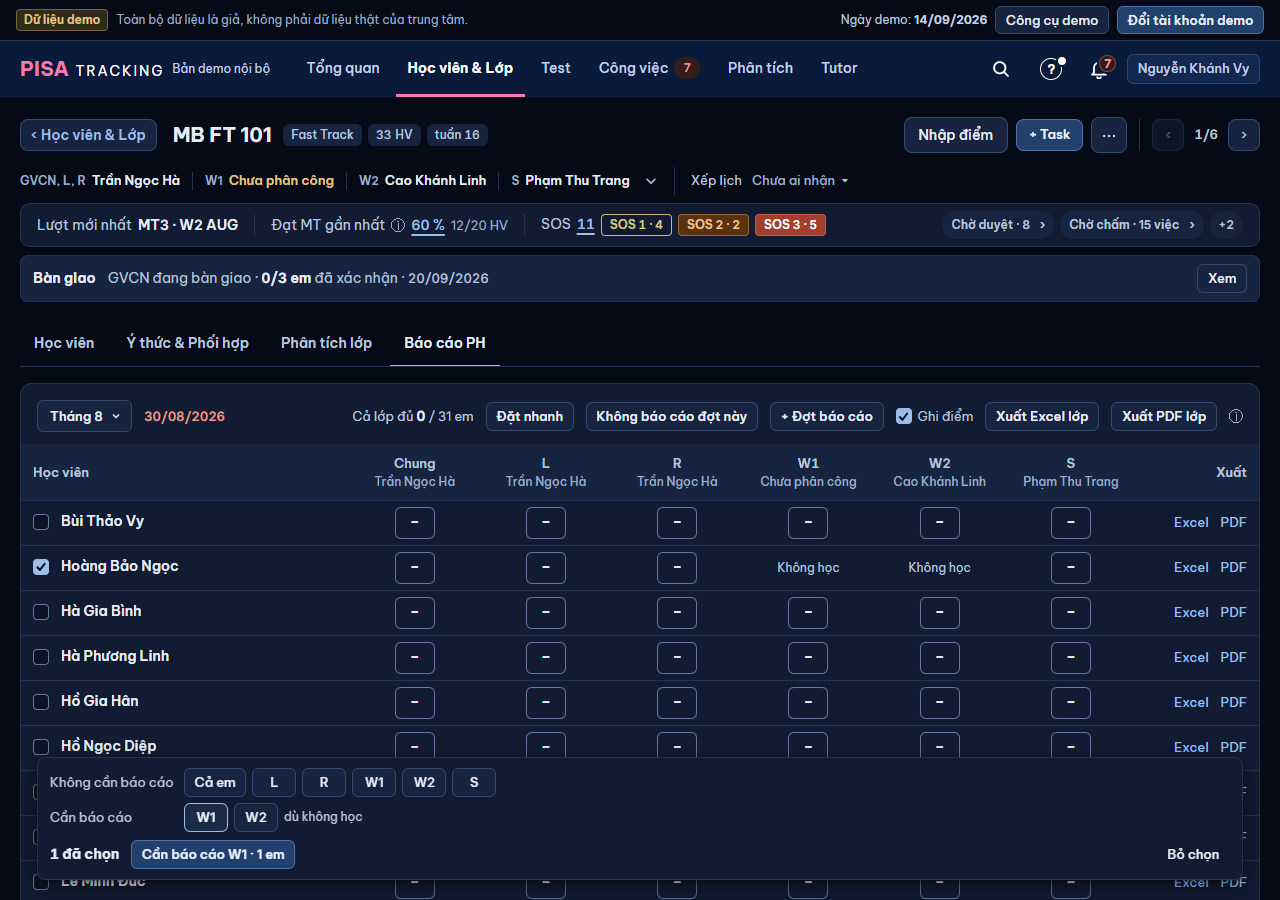 Dữ liệu demo Toàn bộ dữ liệu là giả, không phải dữ liệu thật của trung tâm. Ngày demo: 14/09/2026 Công cụ demo Đổi tài khoản demo
PISA TRACKING Bản demo nội bộ Tổng quan Học viên & Lớp Test Công việc 7 Phân tích Tutor ? 7 Nguyễn Khánh Vy
‹ Học viên & Lớp MB FT 101 Fast Track 33 HV tuần 16 Nhập điểm + Task ... ‹ 1/6 ›
GVCN, L, R Trần Ngọc Hà W1 Chưa phân công W2 Cao Khánh Linh S Phạm Thu Trang Xếp lịch Chưa ai nhận
Lượt mới nhất MT3 · W2 AUG Đạt MT gần nhất 60 % 12/20 HV SOS 11 SOS 1 · 4 SOS 2 · 2 SOS 3 · 5 Chờ duyệt · 8 › Chờ chấm · 15 việc › +2
Bàn giao GVCN đang bàn giao · 0/3 em đã xác nhận · 20/09/2026 Xem
Học viên Ý thức & Phối hợp Phân tích lớp Báo cáo PH
Tháng 8 30/08/2026 Cả lớp đủ 0 / 31 em Đặt nhanh Không báo cáo đợt này + Đợt báo cáo Ghi điểm Xuất Excel lớp Xuất PDF lớp
Học viên Chung L R W1 W2 S Xuất
Trần Ngọc Hà Trần Ngọc Hà Trần Ngọc Hà Chưa phân công Cao Khánh Linh Phạm Thu Trang
Bùi Thảo Vy – – – – – – Excel PDF
Hoàng Bảo Ngọc – – – Không học Không học – Excel PDF
Hà Gia Bình – – – – – – Excel PDF
Hà Phương Linh – – – – – – Excel PDF
Hồ Gia Hân – – – – – – Excel PDF
Hồ Ngọc Diệp – – – – – – Excel PDF
Không cần báo cáo Cả em L R W1 W2 S
Cần báo cáo W1 W2 dù không học
1 đã chọn Cần báo cáo W1 · 1 em Bỏ chọn
Lê Minh Đức – – – – – – Excel PDF